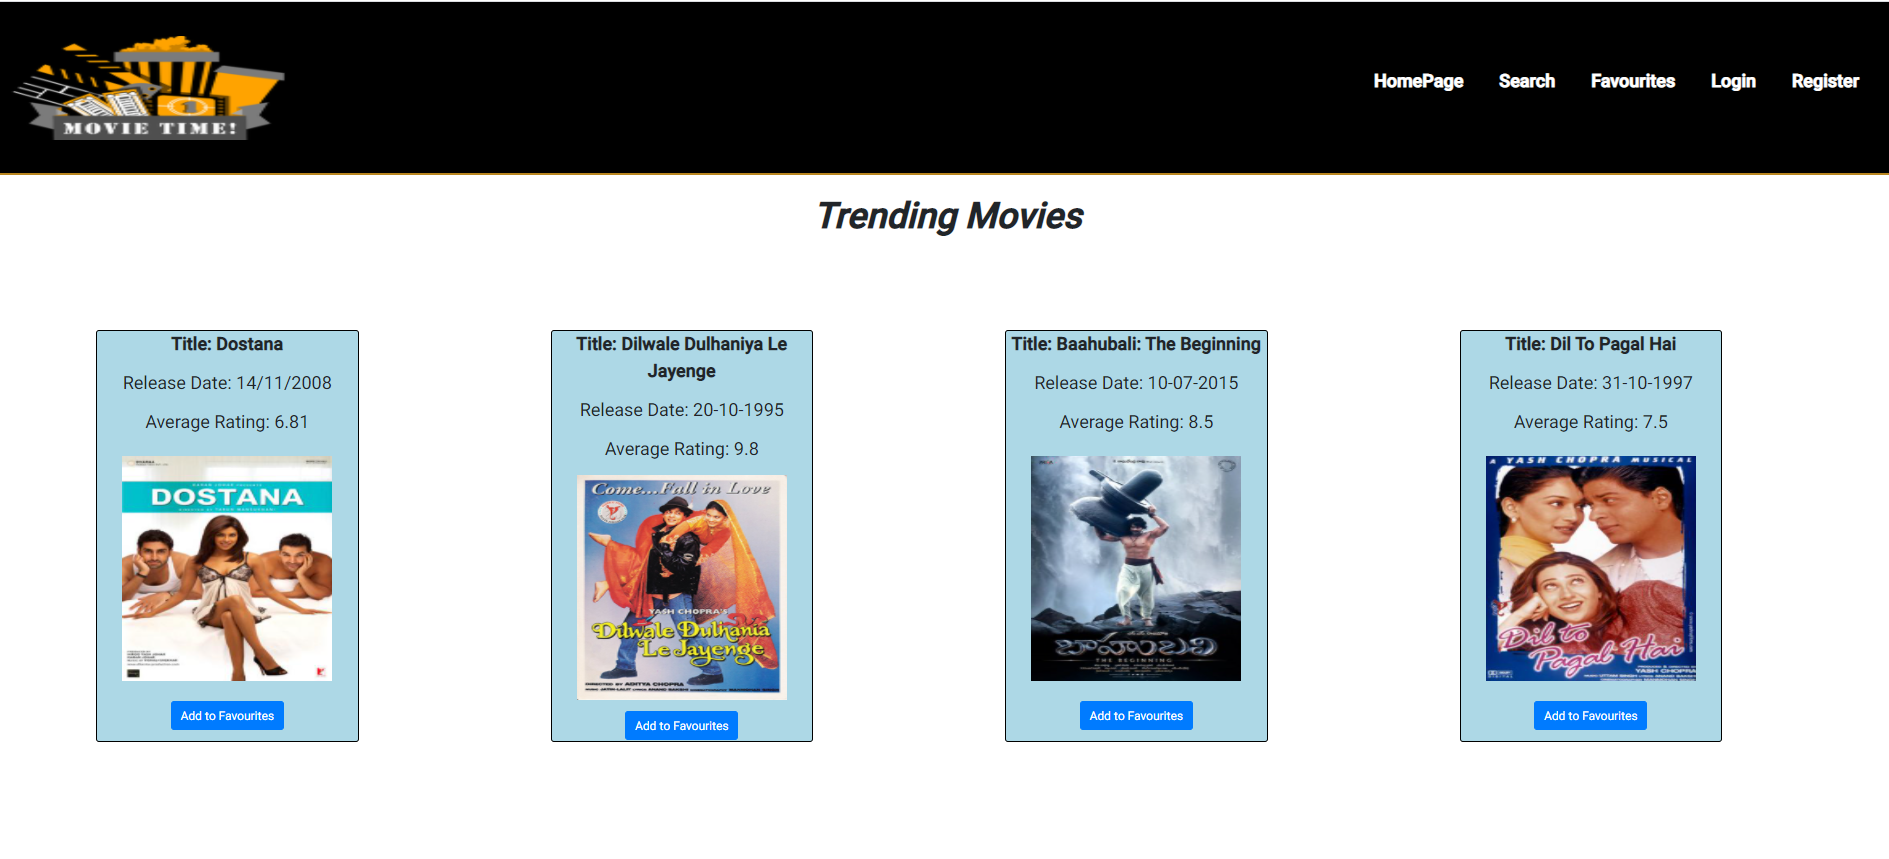 MOVIE TIME!
HomePage Search Favourites Login Register
Trending Movies
Title: Dostana
Release Date: 14/11/2008
Average Rating: 6.81
DOSTANA
Add to Favourites
Title: Dilwale Dulhaniya Le
Jayenge
Release Date: 20-10-1995
Average Rating: 9.8
Come...Fall in Love
YASH CHOPRA'S
Dilwale Dulhania
Le Jayenge
DIRECTED BY ADITYA CHOPRA
Add to Favourites
Title: Baahubali: The Beginning
Release Date: 10-07-2015
Average Rating: 8.5
బాహుబలి
THE BEGINNING
Add to Favourites
Title: Dil To Pagal Hai
Release Date: 31-10-1997
Average Rating: 7.5
A YASH CHOPRA MUSICAL
Dil to
Pagal Hai
YASH CHOPRA
Add to Favourites